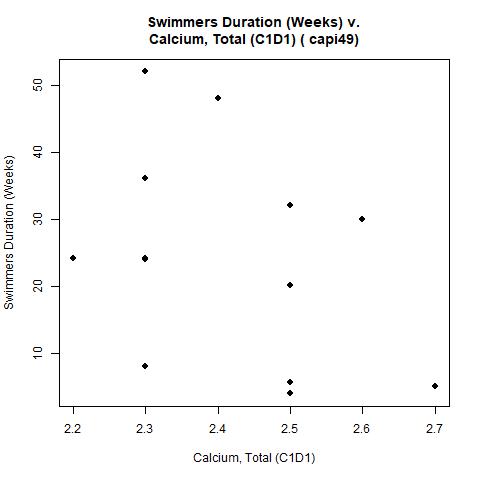 Swimmers Duration (Weeks) v.
Calcium, Total (C1D1) ( capi49)
Swimmers Duration (Weeks)
50
40
30
20
10
2.2 2.3 2.4 2.5 2.6 2.7
Calcium, Total (C1D1)